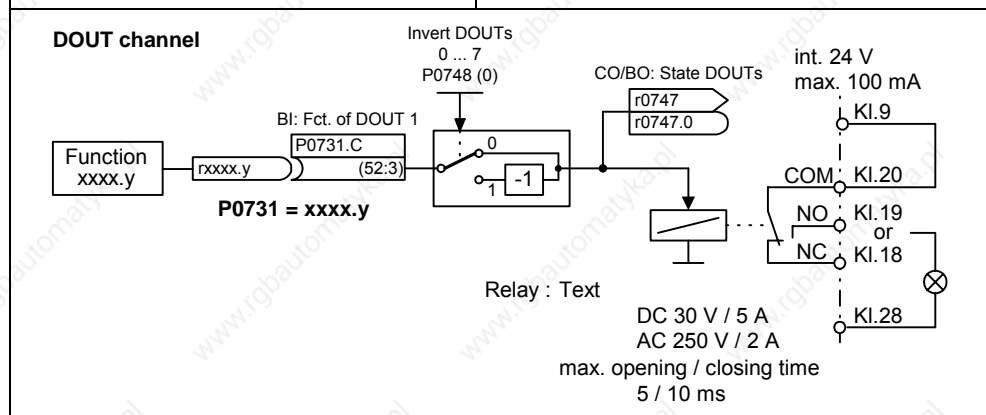 DOUT channel
Invert DOUTs
0 ... 7
P0748 (0)
CO/BO: State DOUTs
r0747
r0747.0
int. 24 V
max. 100 mA
Kl.9
BI: Fct. of DOUT 1
P0731.C
(52:3)
Function
xxxx.y
rxxxx.y
P0731 = xxxx.y
0
1
-1
COM
Kl.20
NO
Kl.19
or
NC
Kl.18
Kl.28
Relay : Text
DC 30 V / 5 A
AC 250 V / 2 A
max. opening / closing time
5 / 10 ms
www.rgbautomatyka.pl